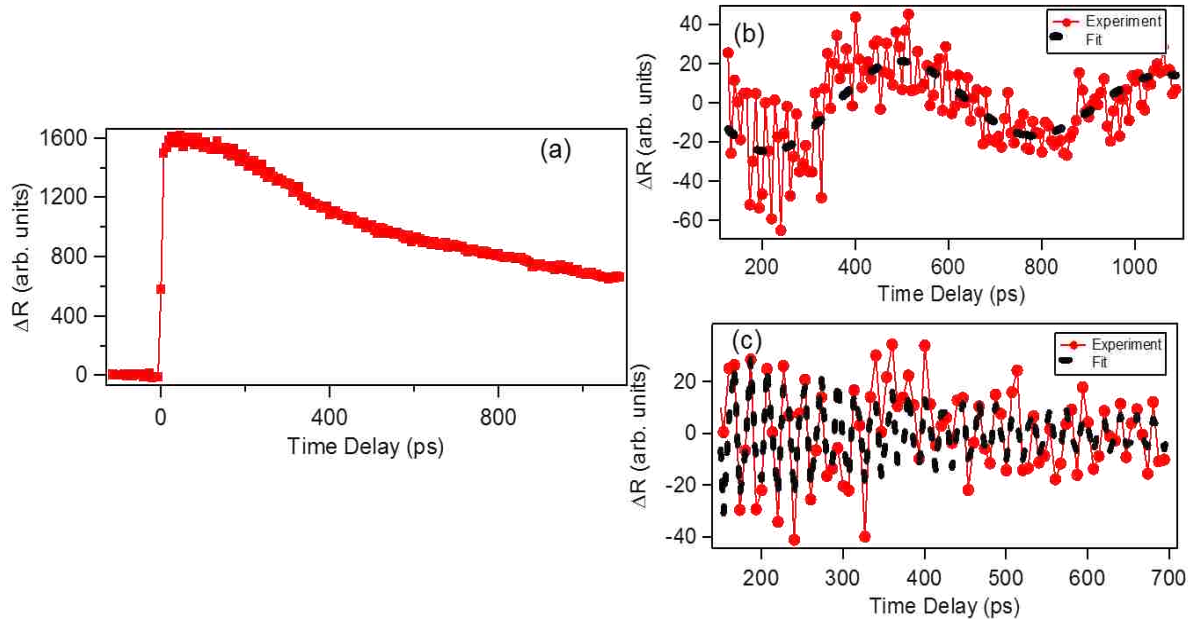 (a)
ΔR (arb. units)
1600
1200
800
400
0
0
400
800
Time Delay (ps)
(b)
Experiment
Fit
ΔR (arb. units)
40
20
0
-20
-40
-60
200
400
600
800
1000
Time Delay (ps)
(c)
Experiment
Fit
ΔR (arb. units)
20
0
-20
-40
200
300
400
500
600
700
Time Delay (ps)